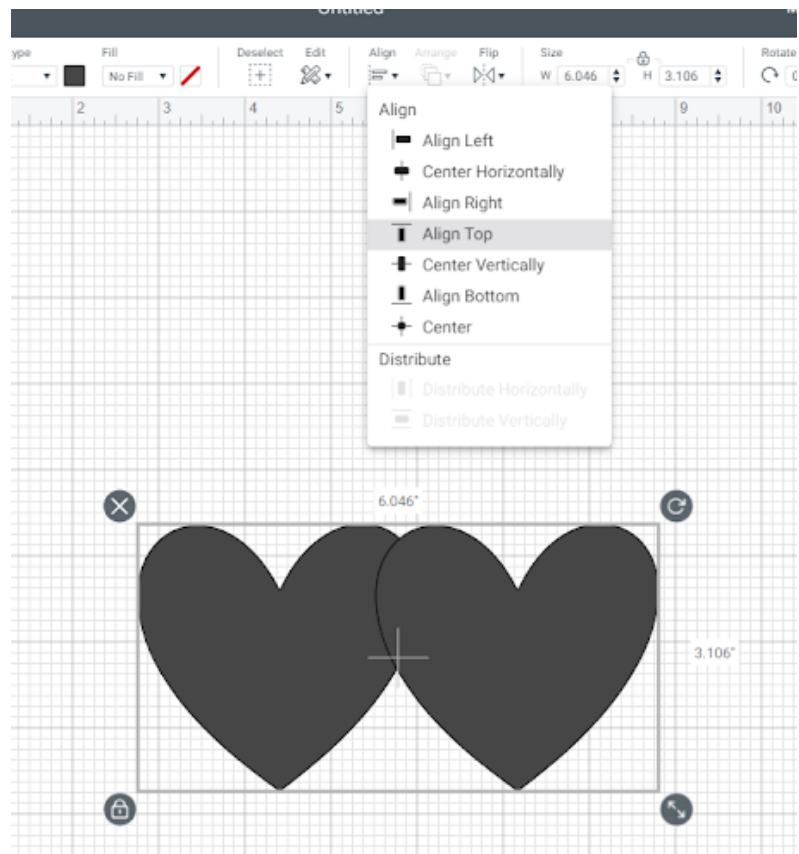 Untitled
ype Fill Deselect Edit Align Arrange Flip Size Rotate
No Fill W 6.046 H 3.106 0
2 3 4 5 9 10
Align
Align Left
Center Horizontally
Align Right
Align Top
Center Vertically
Align Bottom
Center
Distribute
Distribute Horizontally
Distribute Vertically
6.046"
3.106"